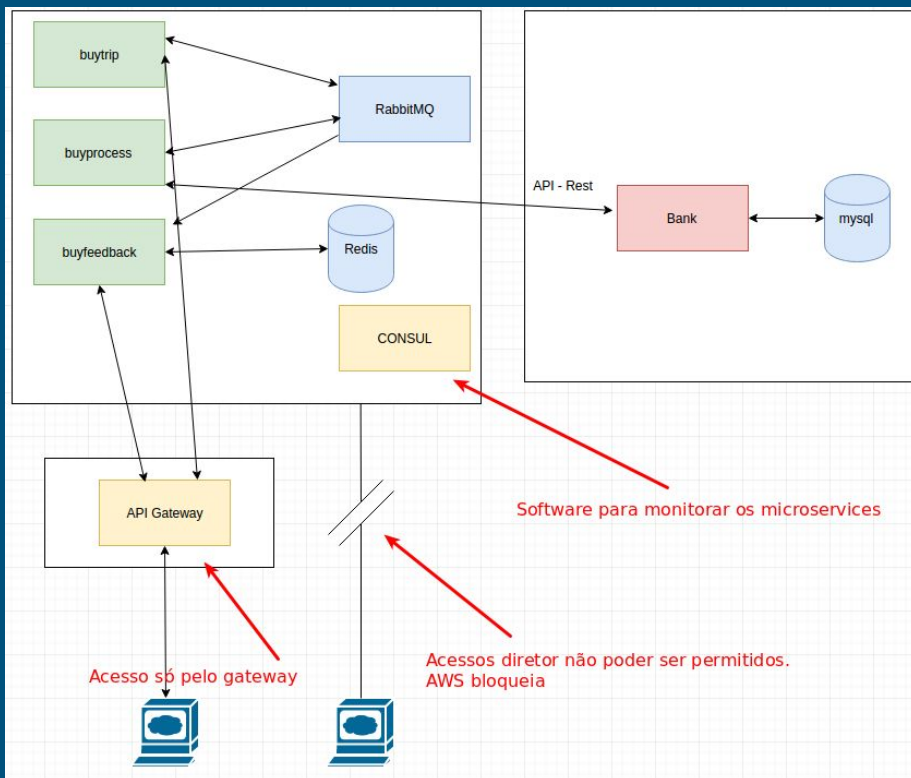 buytrip
RabbitMQ
buyprocess
API - Rest
Bank
mysql
buyfeedback
Redis
CONSUL
API Gateway
Software para monitorar os microservices
Acesso só pelo gateway
Acessos diretor não poder ser permitidos.
AWS bloqueia